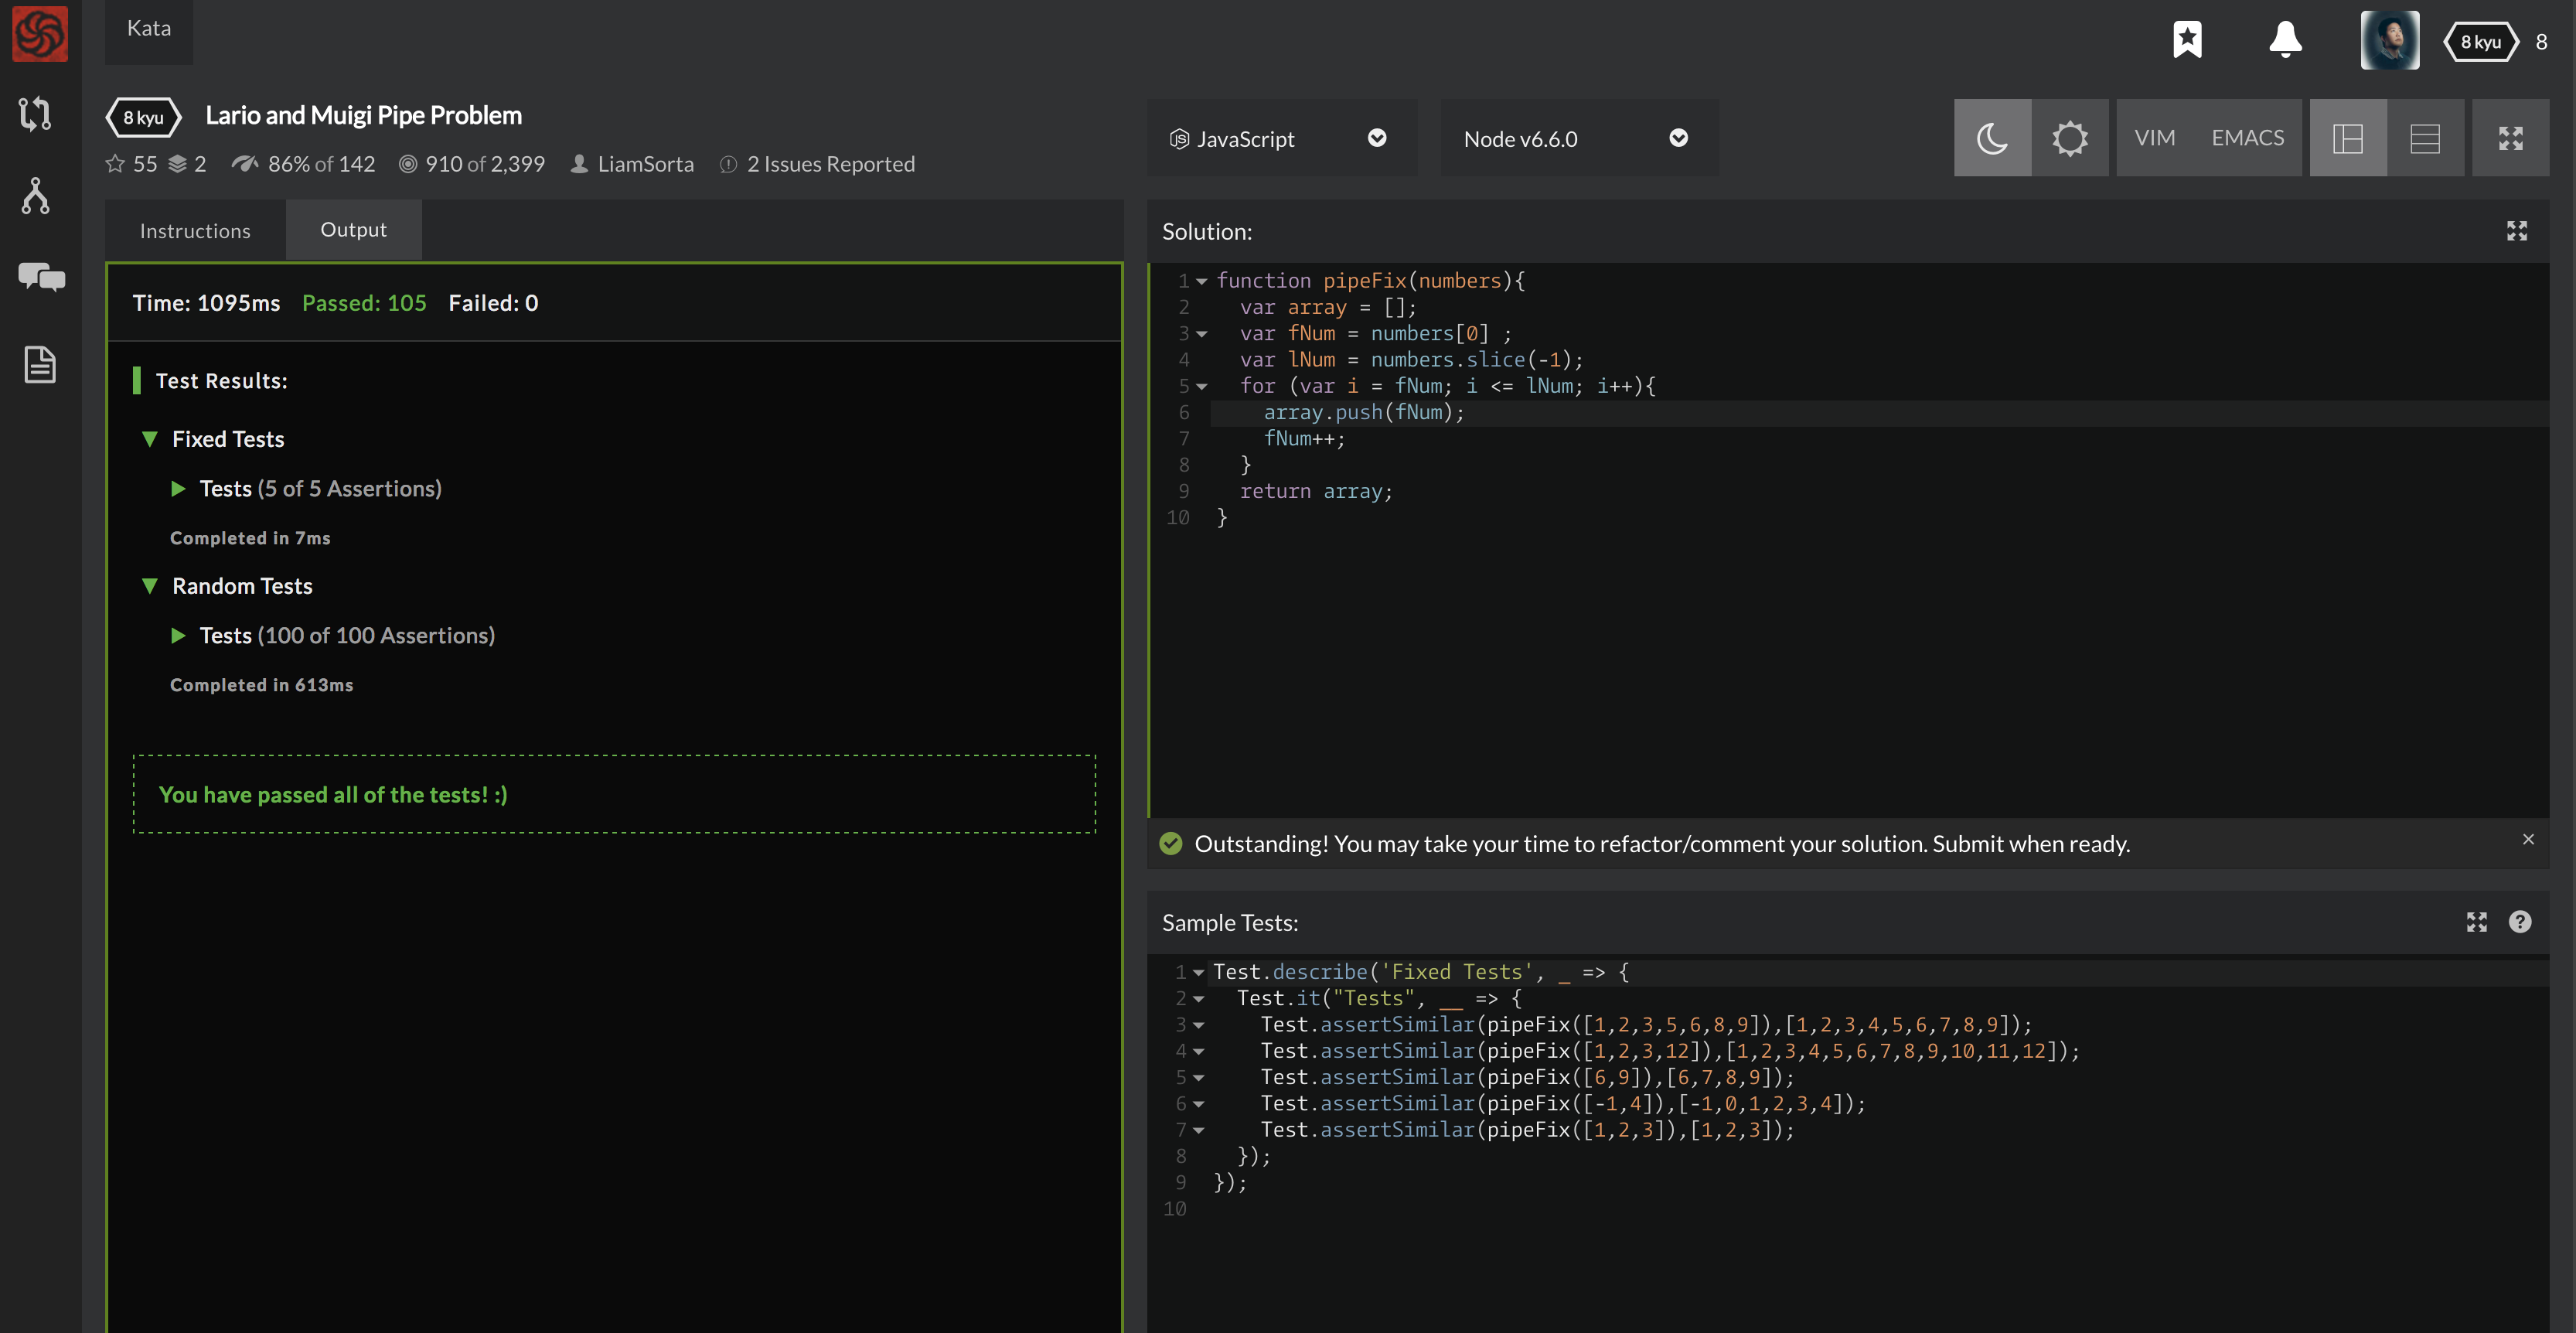 Kata
8 kyu 8
8 kyu Lario and Muigi Pipe Problem
55 2 86% of 142 910 of 2,399 LiamSorta 2 Issues Reported
JavaScript
Node v6.6.0
VIM EMACS
Instructions Output
Time: 1095ms Passed: 105 Failed: 0
Test Results:
Fixed Tests
Tests (5 of 5 Assertions)
Completed in 7ms
Random Tests
Tests (100 of 100 Assertions)
Completed in 613ms
You have passed all of the tests! :)
Solution:
1 function pipeFix(numbers){
2 var array = [];
3 var fNum = numbers[0] ;
4 var lNum = numbers.slice(-1);
5 for (var i = fNum; i <= lNum; i++){
6 array.push(fNum);
7 fNum++;
8 }
9 return array;
10 }
Outstanding! You may take your time to refactor/comment your solution. Submit when ready.
Sample Tests:
1 Test.describe('Fixed Tests', _ => {
2 Test.it("Tests", __ => {
3 Test.assertSimilar(pipeFix([1,2,3,5,6,8,9]),[1,2,3,4,5,6,7,8,9]);
4 Test.assertSimilar(pipeFix([1,2,3,12]),[1,2,3,4,5,6,7,8,9,10,11,12]);
5 Test.assertSimilar(pipeFix([6,9]),[6,7,8,9]);
6 Test.assertSimilar(pipeFix([-1,4]),[-1,0,1,2,3,4]);
7 Test.assertSimilar(pipeFix([1,2,3]),[1,2,3]);
8 });
9 });
10